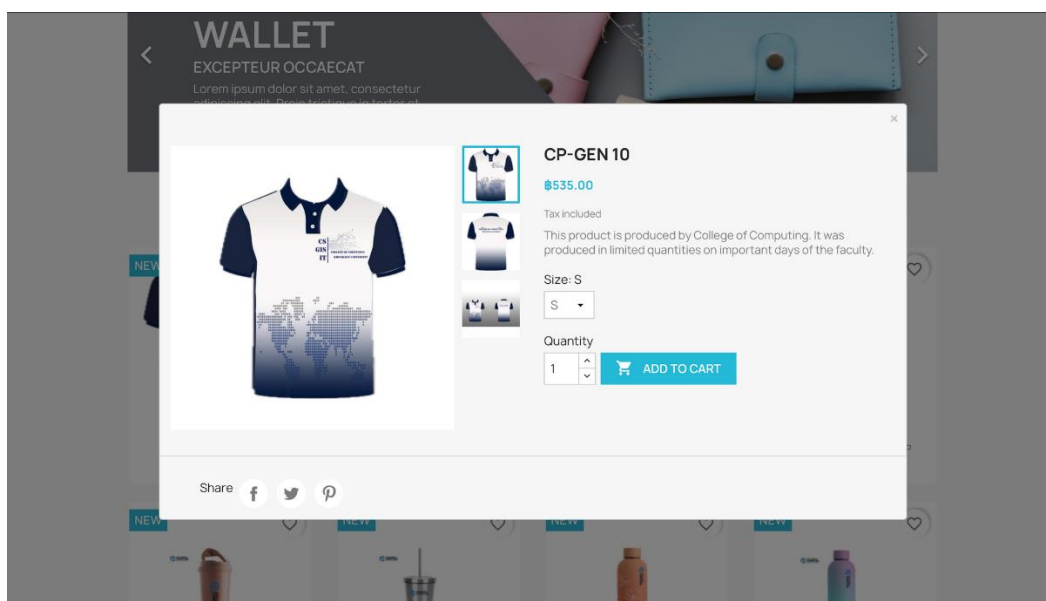 WALLET
EXCEPTEUR OCCAECAT
Lorem ipsum dolor sit amet, consectetur
×
CP-GEN 10
฿535.00
Tax included
This product is produced by College of Computing. It was
produced in limited quantities on important days of the faculty.
Size: S
S
Quantity
1
ADD TO CART
CS
GIS
IT
NEW
Share
NEW
NEW
NEW
NEW